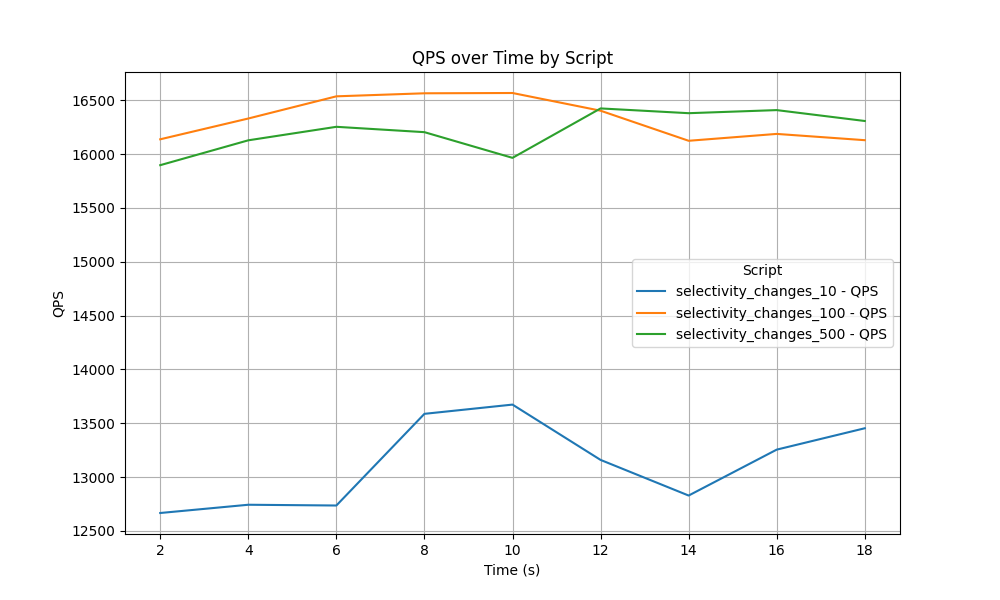 QPS over Time by Script
16500
16000
15500
15000
14500
14000
13500
13000
12500
QPS
Script
selectivity_changes_10 - QPS
selectivity_changes_100 - QPS
selectivity_changes_500 - QPS
2 4 6 8 10 12 14 16 18
Time (s)